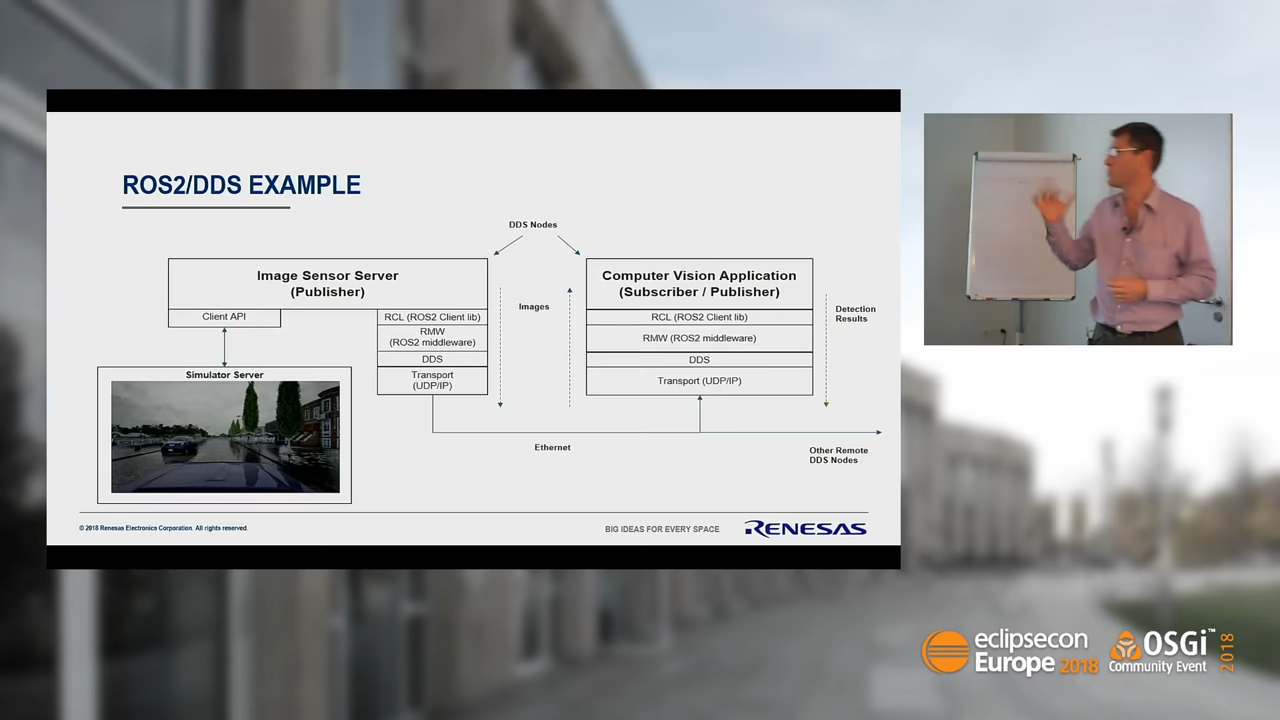 ROS2/DDS EXAMPLE
DDS Nodes
Image Sensor Server
(Publisher)
Client API
RCL (ROS2 Client lib)
RMW
(ROS2 middleware)
DDS
Transport
(UDP/IP)
Simulator Server
Images
Computer Vision Application
(Subscriber / Publisher)
RCL (ROS2 Client lib)
RMW (ROS2 middleware)
DDS
Transport (UDP/IP)
Detection
Results
Ethernet
Other Remote
DDS Nodes
© 2018 Renesas Electronics Corporation. All rights reserved.
BIG IDEAS FOR EVERY SPACE
RENESAS
eclipsecon
Europe 2018
OSGi™
Community Event
2018